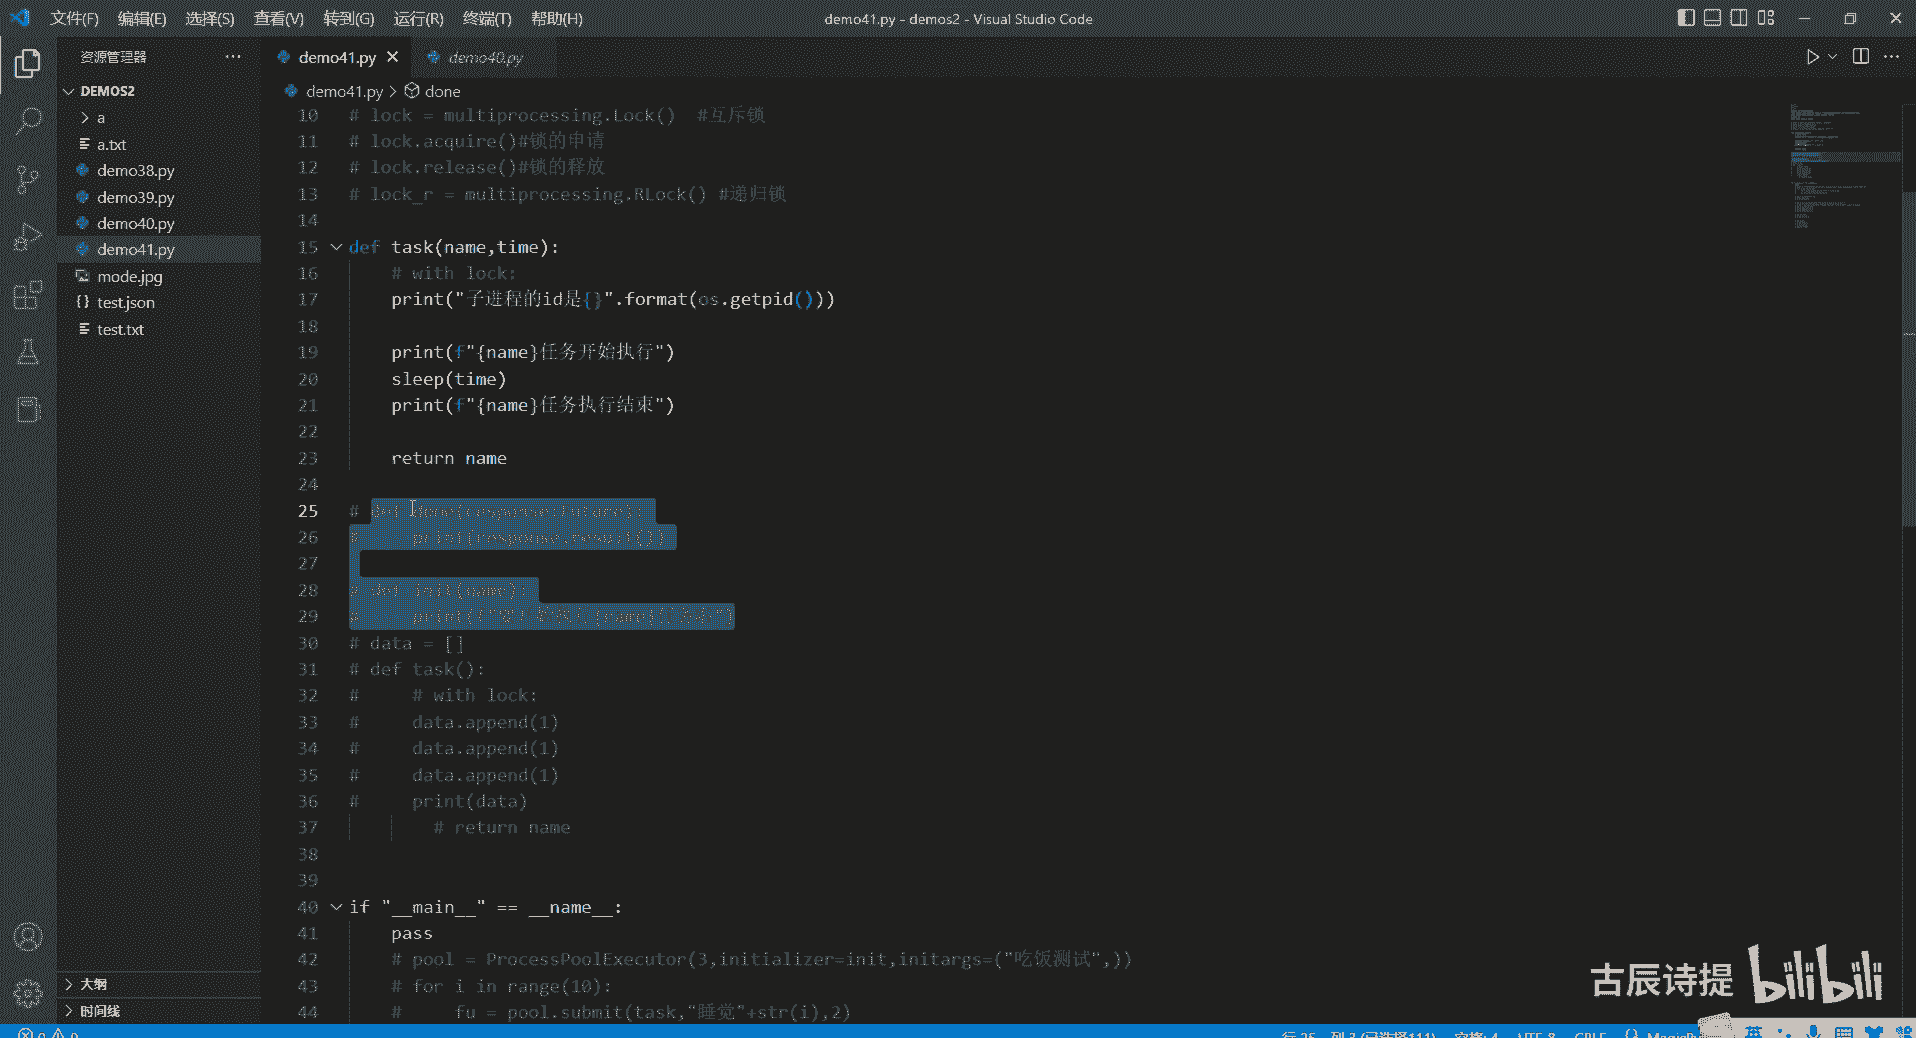 文件(F) 编辑(E) 选择(S) 查看(V) 转到(G) 运行(R) 终端(T) 帮助(H) demo41.py - demos2 - Visual Studio Code
资源管理器
DEMOS2
a
a.txt
demo38.py
demo39.py
demo40.py
demo41.py
mode.jpg
test.json
test.txt
大纲
时间线
demo41.py demo40.py
demo41.py > done
10 # lock = multiprocessing.Lock()  #互斥锁
11 # lock.acquire()#锁的申请
12 # lock.release()#锁的释放
13 # lock_r = multiprocessing.RLock() #递归锁
14
15 def task(name,time):
16     # with lock:
17     print("子进程的id是{}".format(os.getpid()))
18
19     print(f"{name}任务开始执行")
20     sleep(time)
21     print(f"{name}任务执行结束")
22
23     return name
24
25 #
26
27
28
29
30 # data = []
31 # def task():
32 #     # with lock:
33 #     data.append(1)
34 #     data.append(1)
35 #     data.append(1)
36 #     print(data)
37         # return name
38
39
40 if "__main__" == __name__:
41     pass
42     # pool = ProcessPoolExecutor(3,initializer=init,initargs=("吃饭测试",))
43     # for i in range(10):
44     #     fu = pool.submit(task,"睡觉"+str(i),2)
古辰诗提 bilibili
英